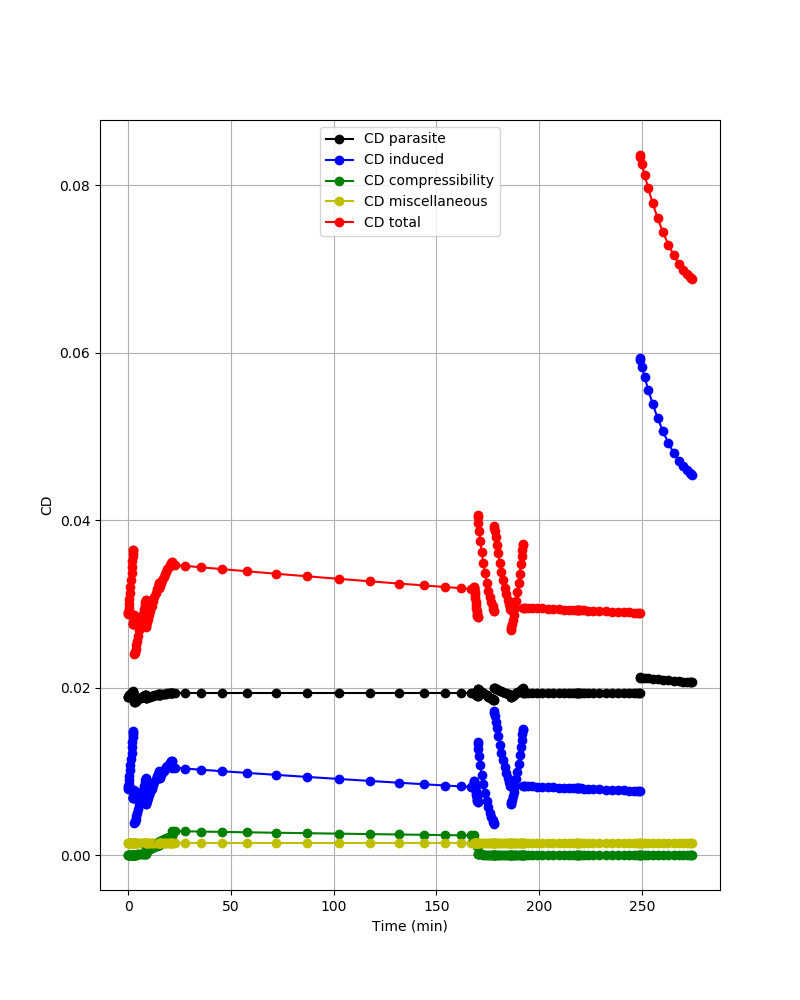 CD parasite
CD induced
CD compressibility
CD miscellaneous
CD total
0.08
0.06
0.04
0.02
0.00
CD
0 50 100 150 200 250
Time (min)